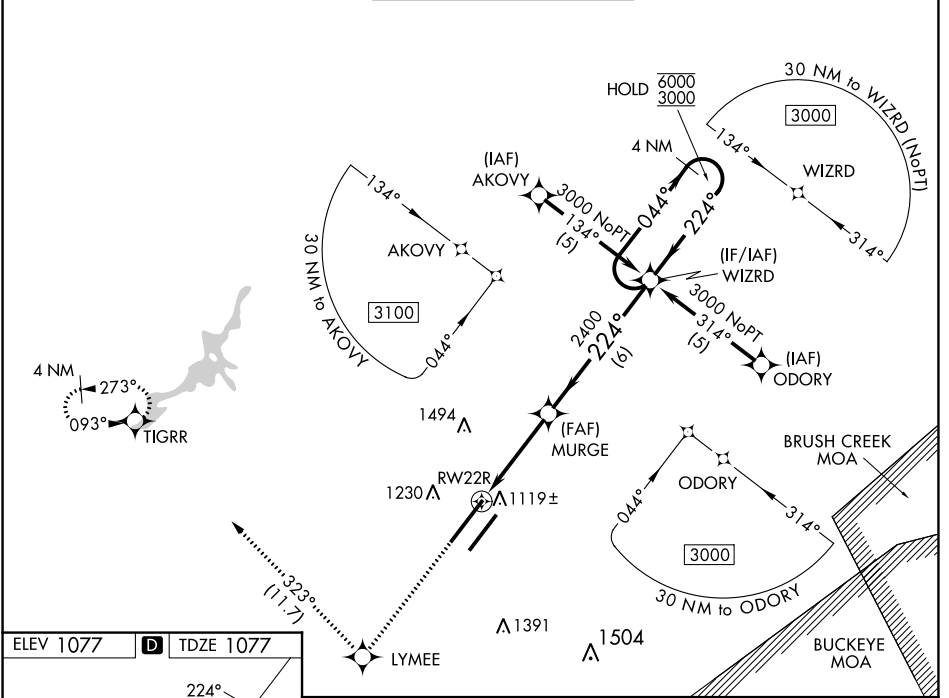 HOLD 6000
3000
30 NM to WIZRD (NoPT)
3000
134°
WIZRD
314°
4 NM
(IAF)
AKOVY
3000 NoPT
134°
(5)
044°
224°
(IF/IAF)
WIZRD
134°
AKOVY
30 NM to AKOVY
3100
044°
3000 NoPT
314°
(5)
(IAF)
ODORY
2400
224°
(6)
4 NM
273°
093°
TIGRR
1494
(FAF)
MURGE
BRUSH CREEK
MOA
ODORY
044°
314°
3000
30 NM to ODORY
RW22R
1230
1119±
323°
(11.7)
1391
1504
BUCKEYE
MOA
LYMEE
ELEV 1077 D TDZE 1077
224°